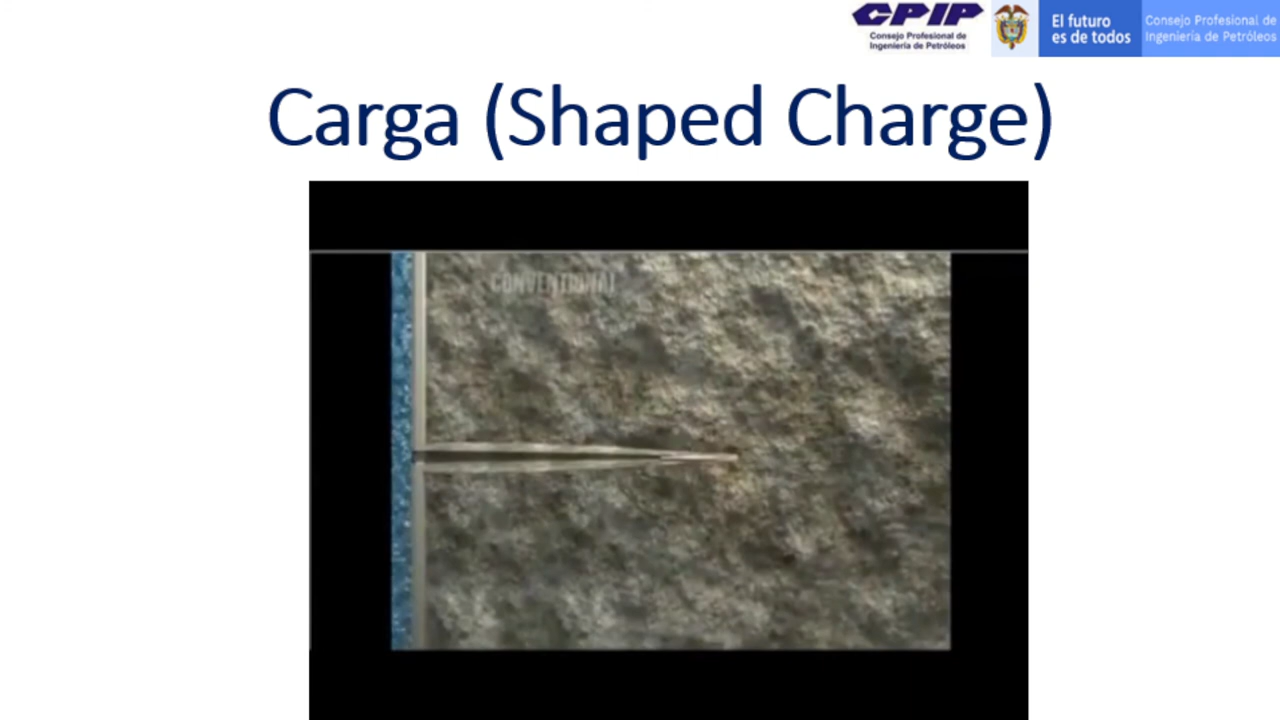 CPIP
Consejo Profesional de
Ingeniería de Petróleos
El futuro
es de todos
Consejo Profesional de
Ingeniería de Petróleos
Carga (Shaped Charge)
CONVENTIONAL